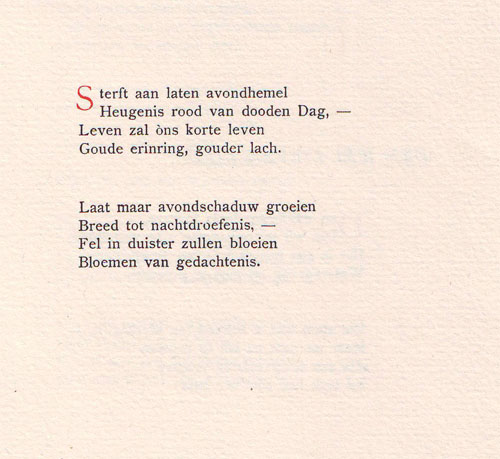 Sterft aan laten avondhemel
Heugenis rood van dooden Dag, —
Leven zal òns korte leven
Goude erinring, gouder lach.
Laat maar avondschaduw groeien
Breed tot nachtdroefenis, —
Fel in duister zullen bloeien
Bloemen van gedachtenis.